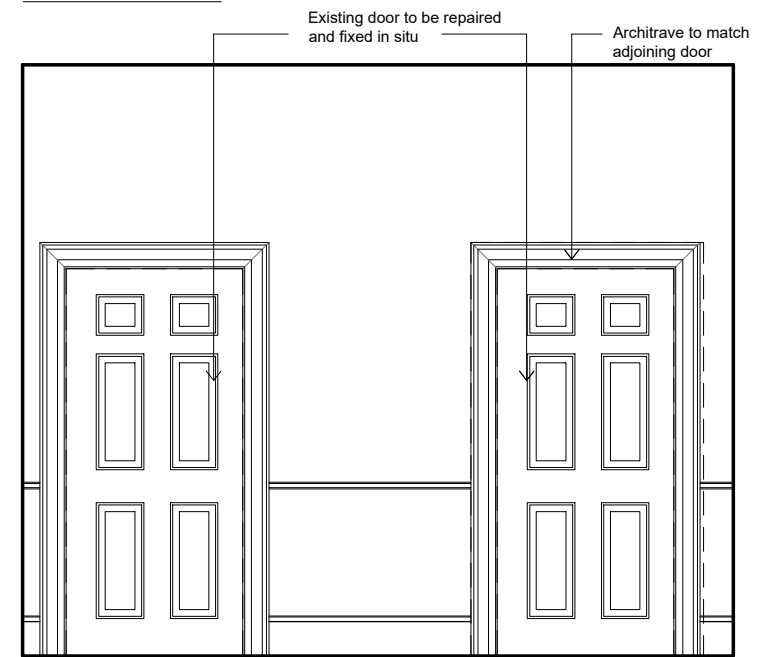 Existing door to be repaired
and fixed in situ
Architrave to match
adjoining door